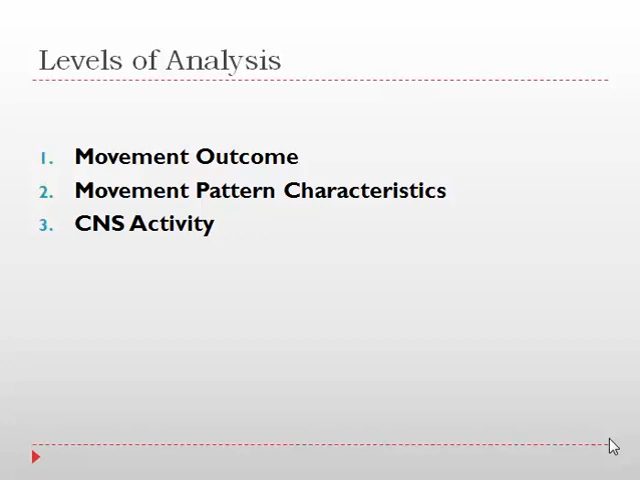 Levels of Analysis
1. Movement Outcome
2. Movement Pattern Characteristics
3. CNS Activity